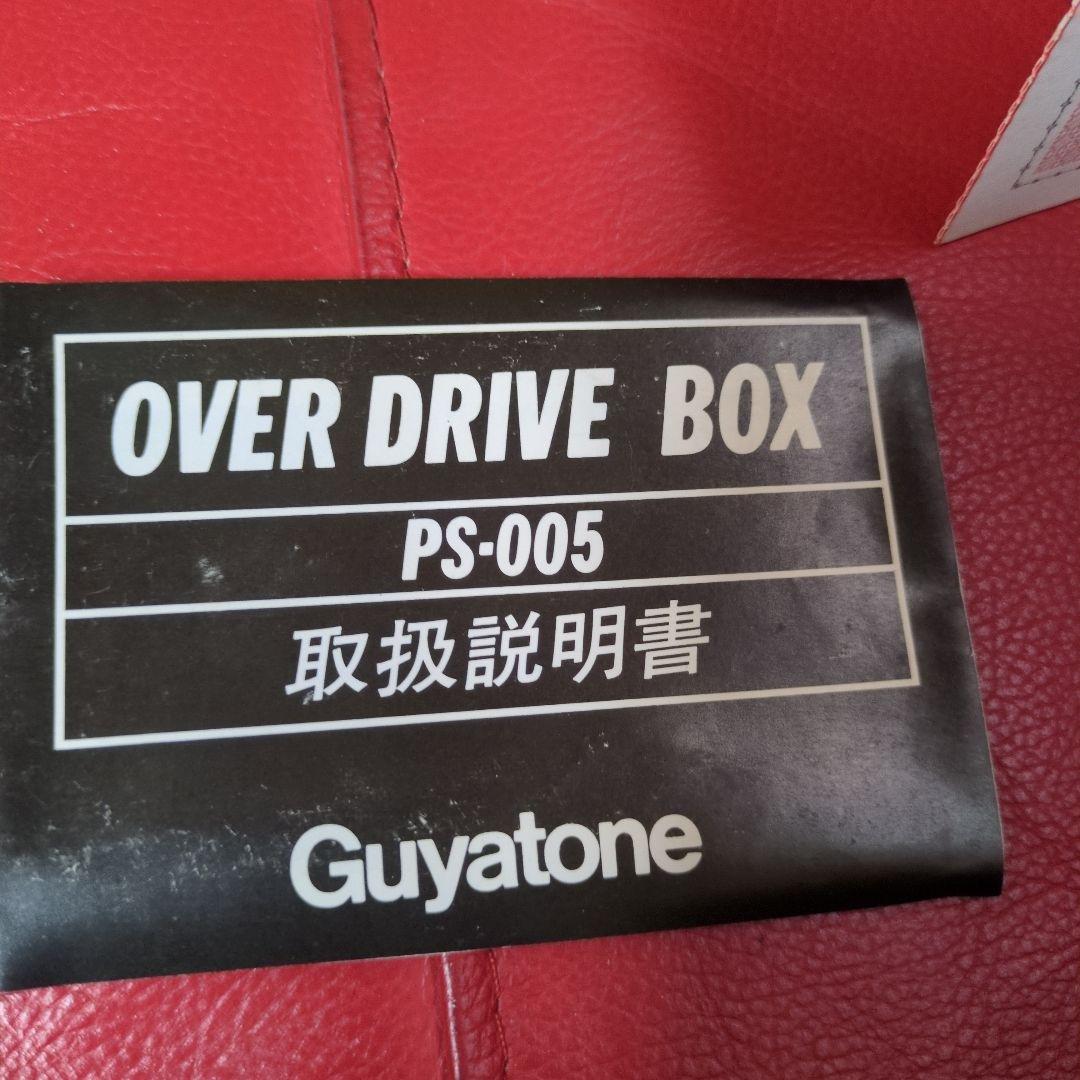 OVER DRIVE BOX
PS-005
取扱説明書
Guyatone